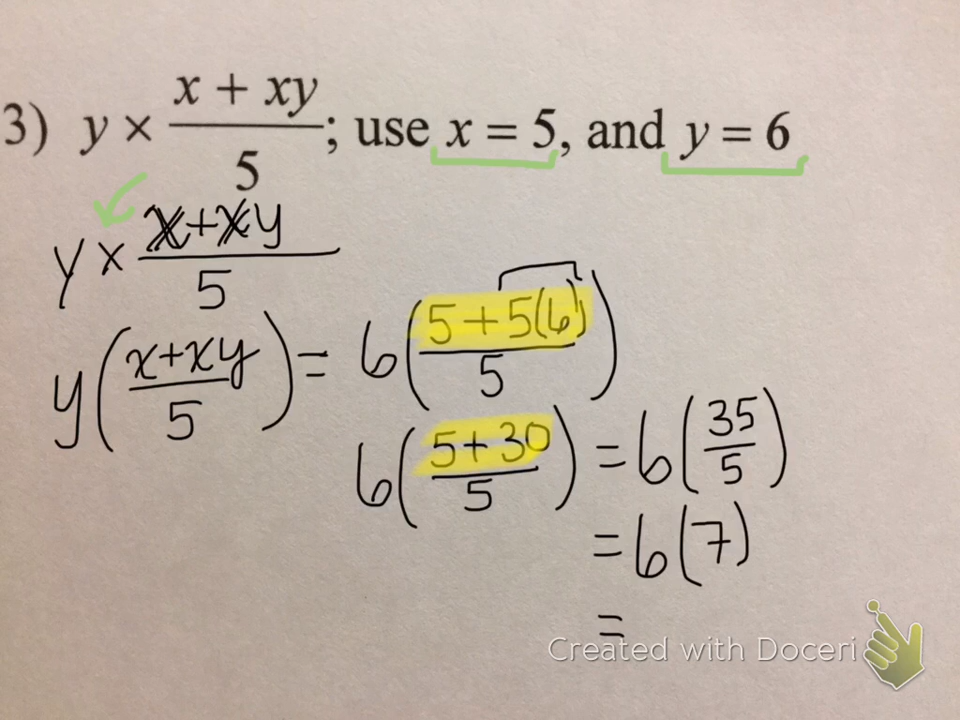 3) y × (x + xy)/5; use x = 5, and y = 6
y × (x+xy)/5
y((x+xy)/5) = 6((5+5(6))/5)
6((5+30)/5) = 6(35/5)
= 6(7)
=
Created with Doceri